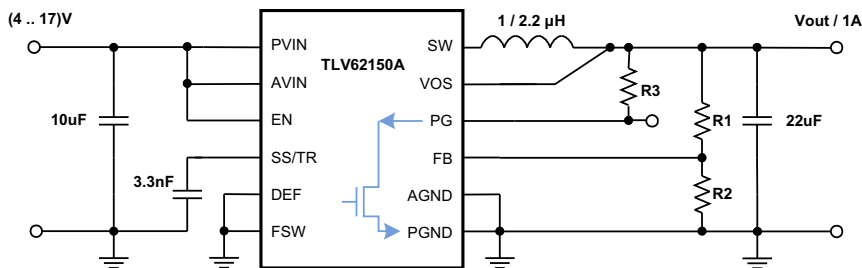 (4 .. 17)V
1 / 2.2 µH
Vout / 1A
PVIN
SW
TLV62150A
AVIN
VOS
R3
10uF
EN
PG
R1
22uF
SS/TR
FB
3.3nF
DEF
AGND
R2
FSW
PGND